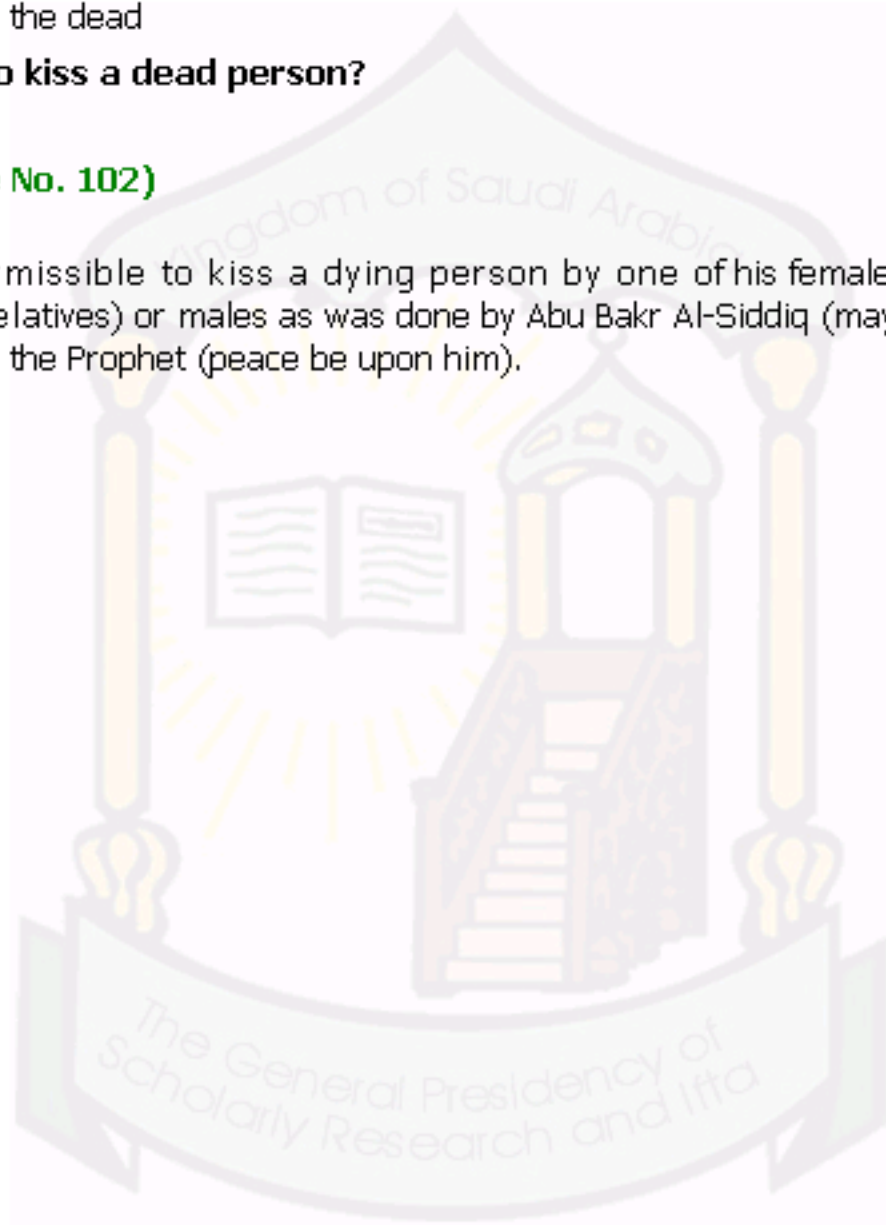 the dead
o kiss a dead person?
No. 102)
missible to kiss a dying person by one of his female
elatives) or males as was done by Abu Bakr Al-Siddiq (may
the Prophet (peace be upon him).
Kingdom of Saudi Arabia
The General Presidency of
Scholarly Research and Ifta